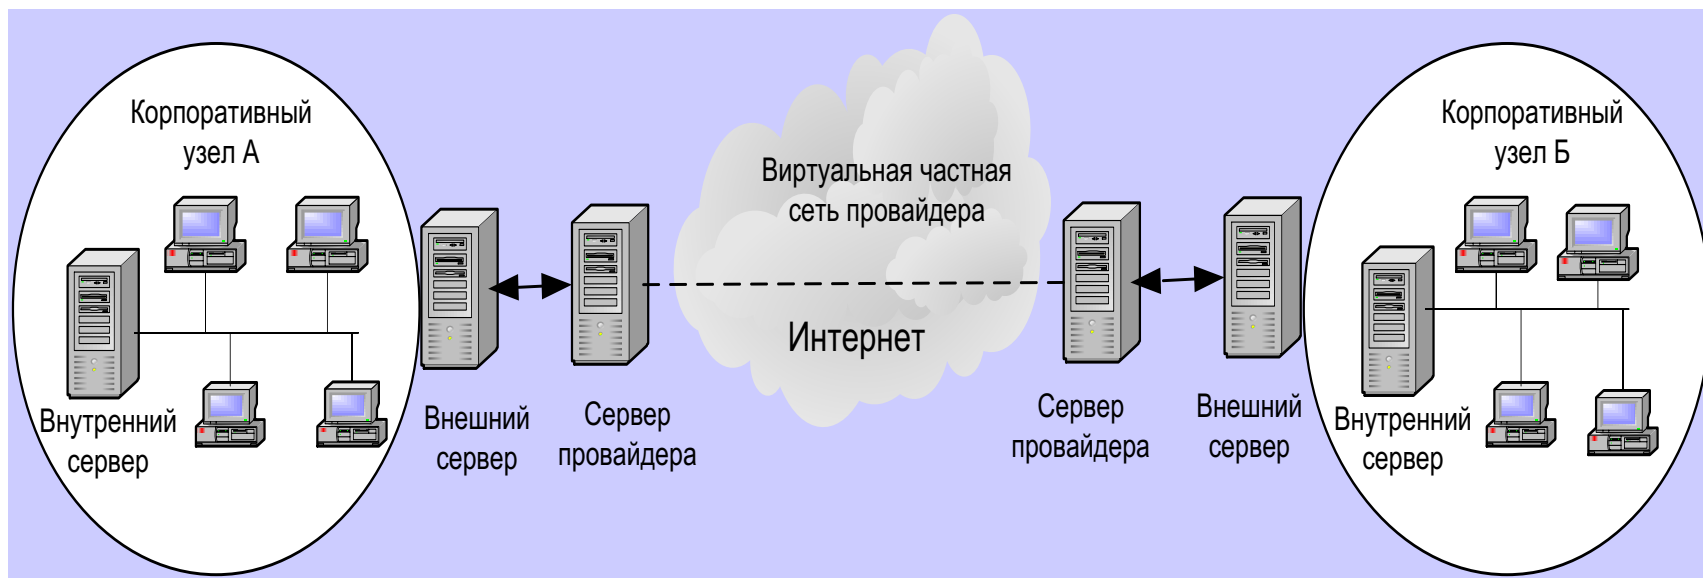 Корпоративный
узел А
Внутренний
сервер
Внешний
сервер
Сервер
провайдера
Виртуальная частная
сеть провайдера
Интернет
Сервер
провайдера
Внешний
сервер
Корпоративный
узел Б
Внутренний
сервер